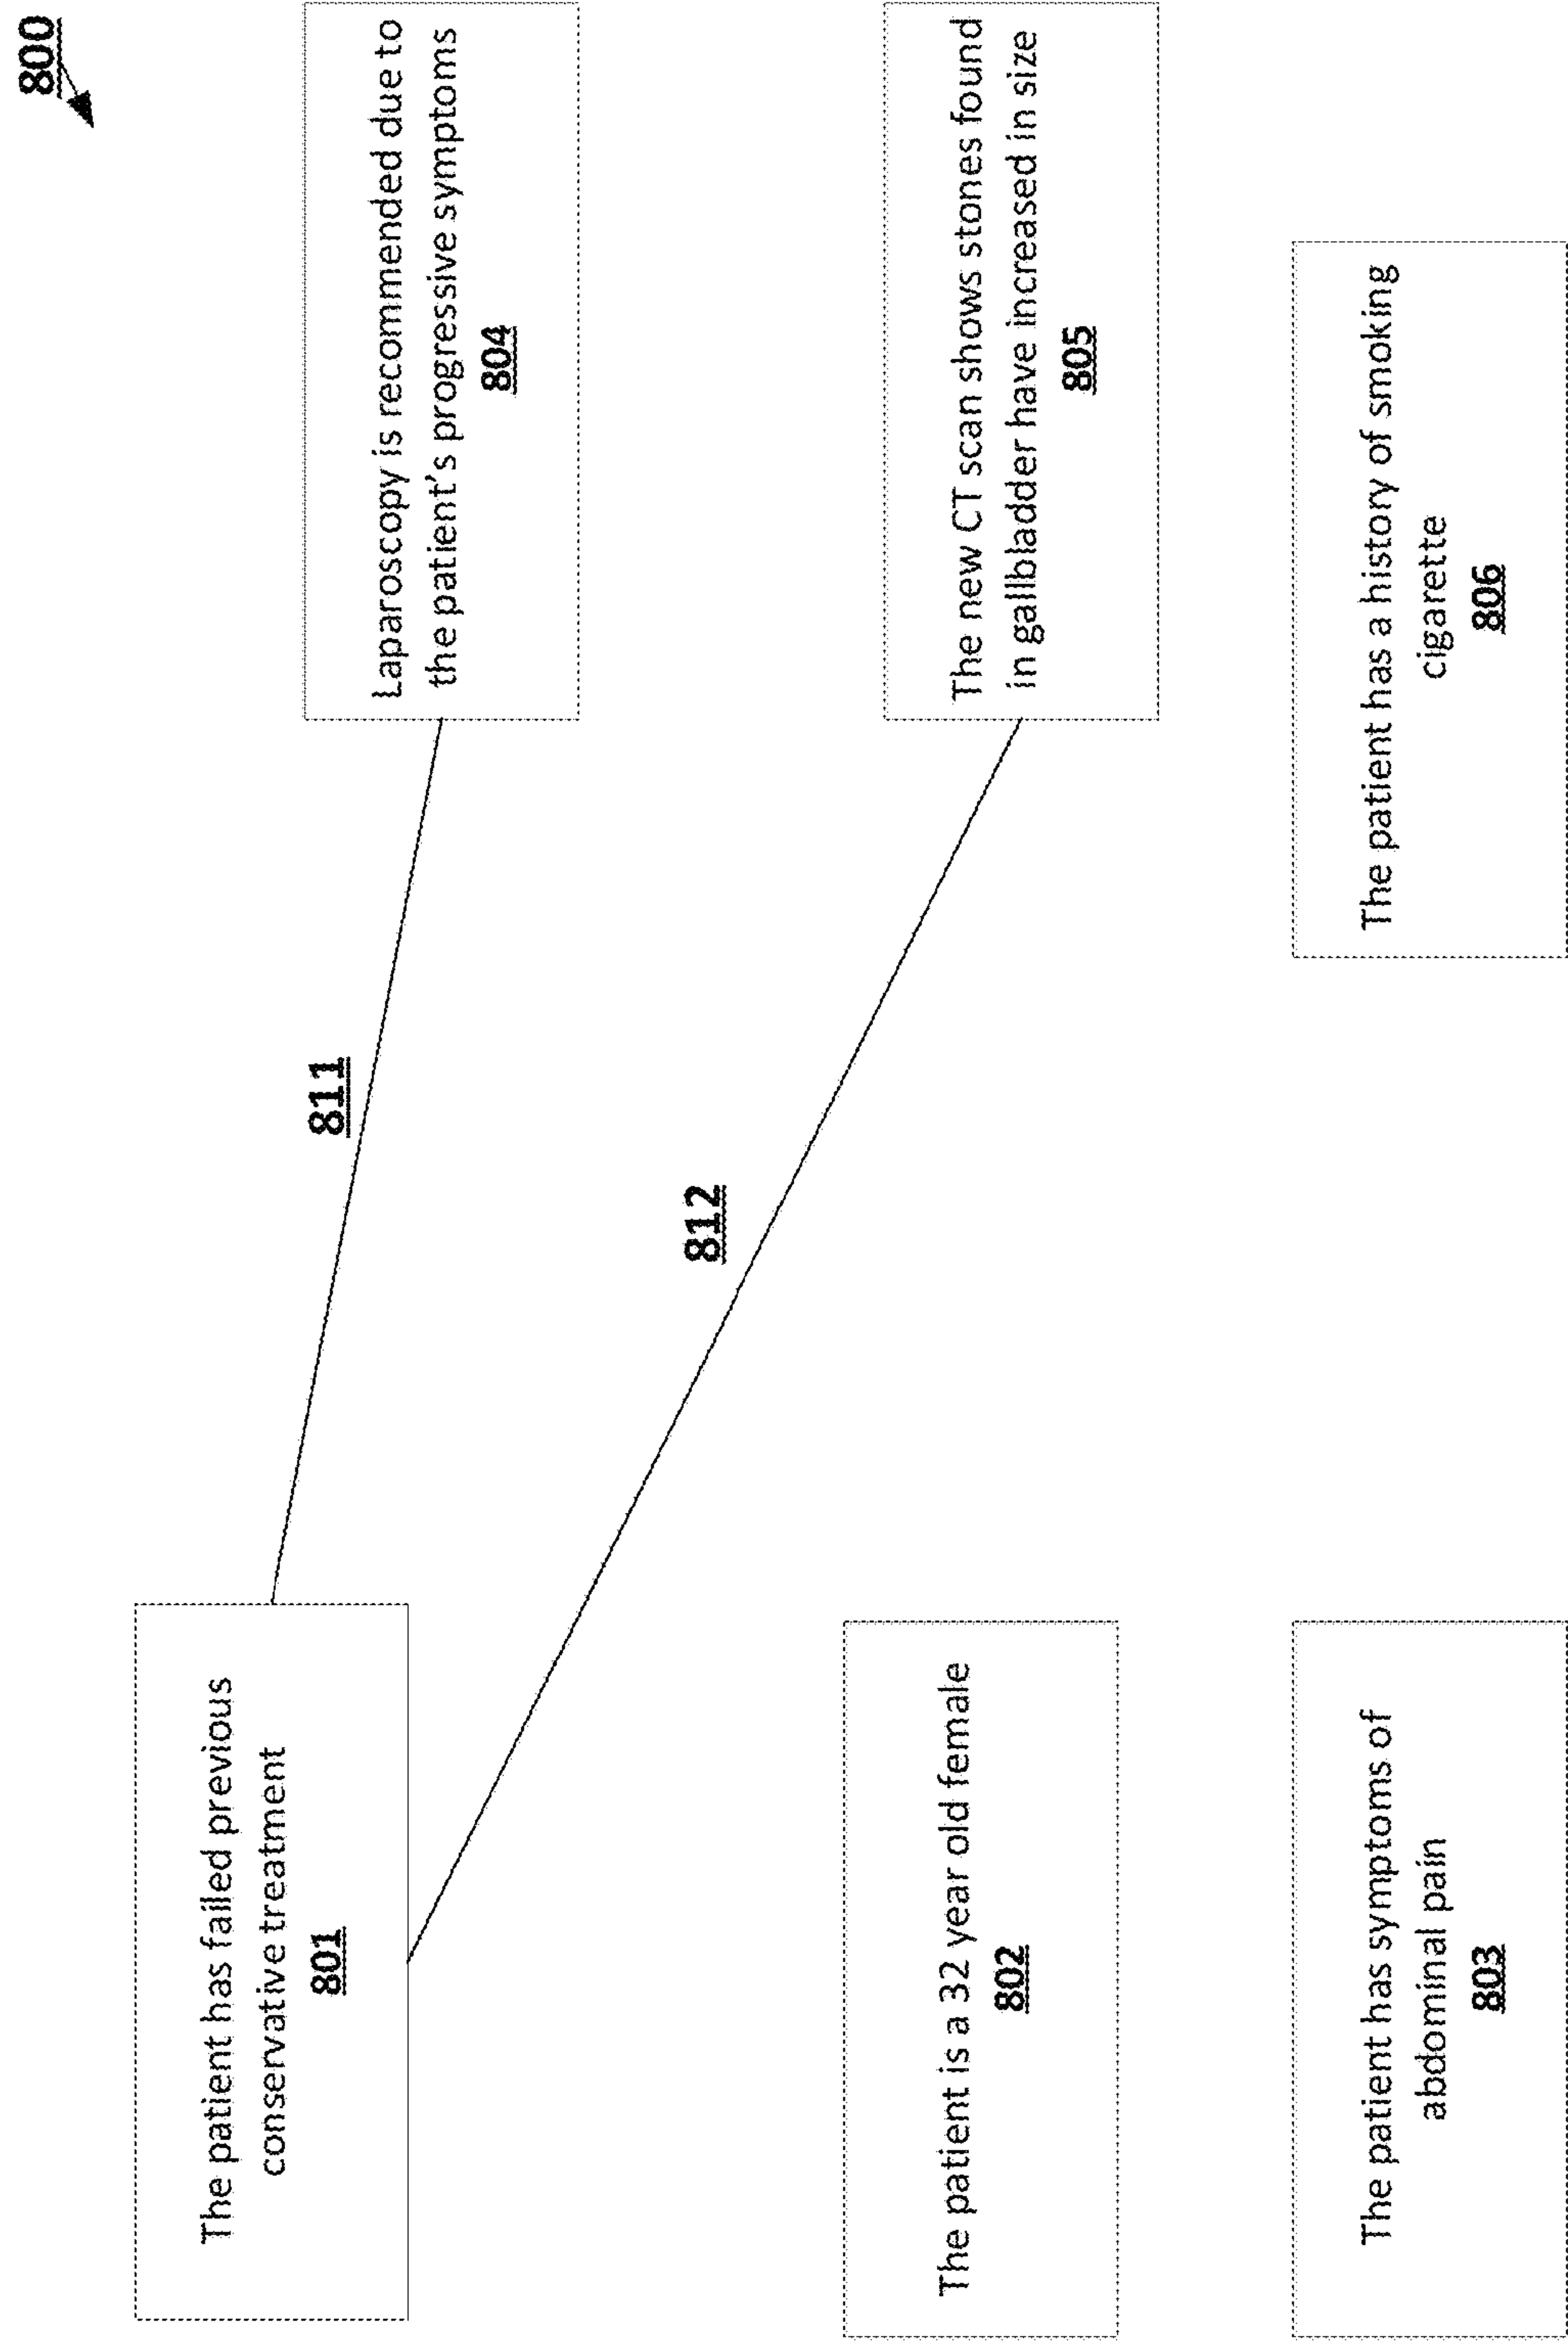 800
The patient has failed previous
conservative treatment
801
811
Laparoscopy is recommended due to
the patient's progressive symptoms
804
812
The patient is a 32 year old female
802
The new CT scan shows stones found
in gallbladder have increased in size
805
The patient has symptoms of
abdominal pain
803
The patient has a history of smoking
cigarette
806